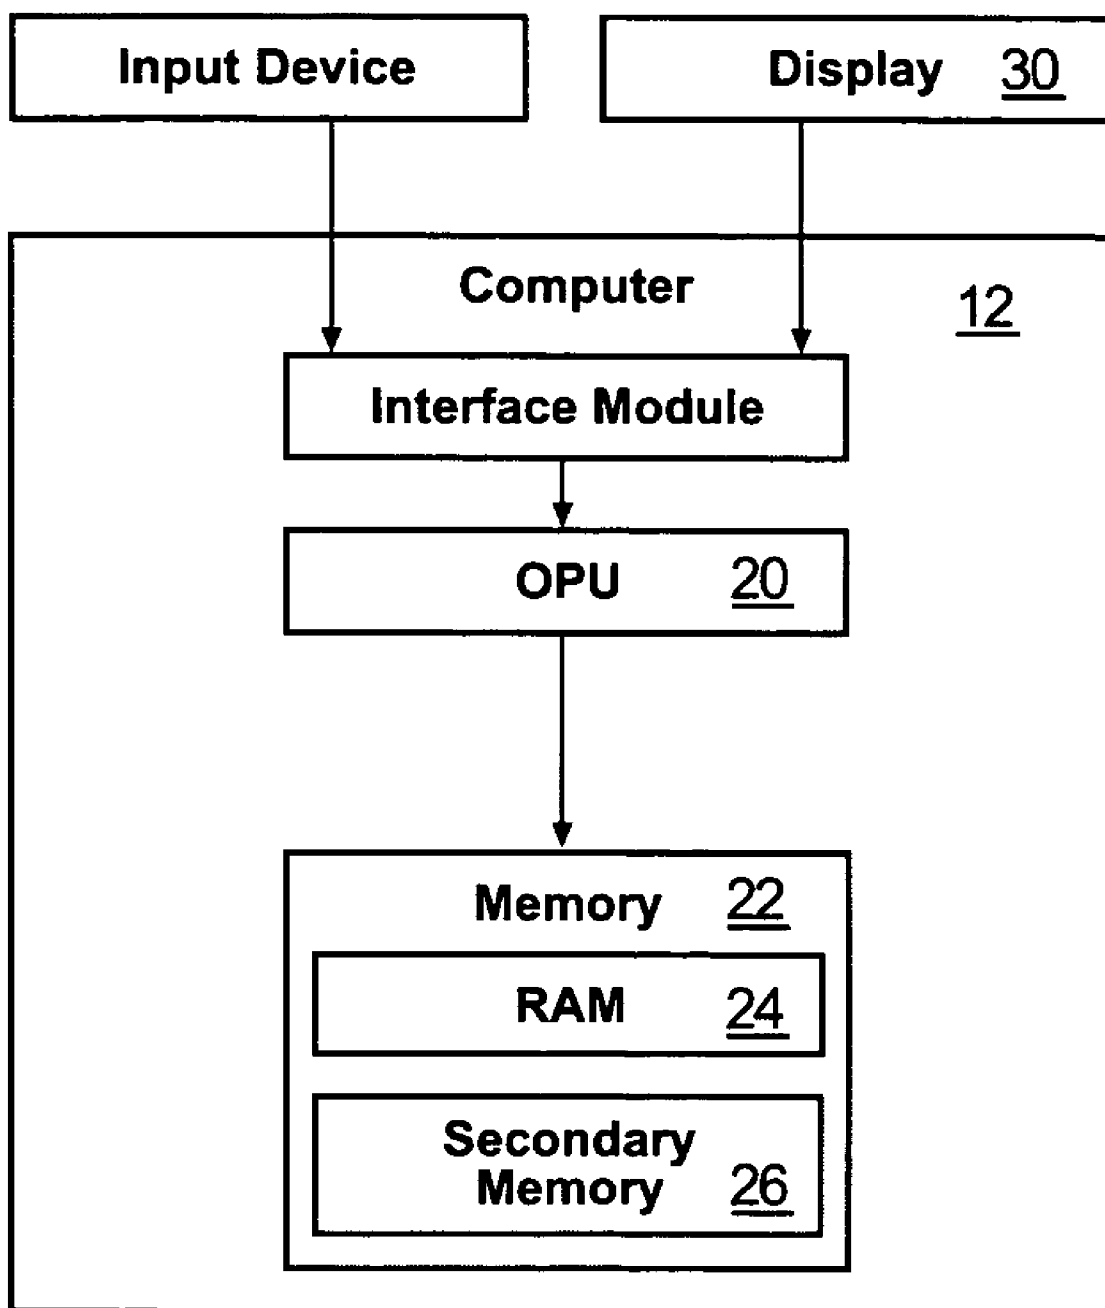 Input Device
Display 30
Computer
12
Interface Module
OPU 20
Memory 22
RAM 24
Secondary
Memory 26